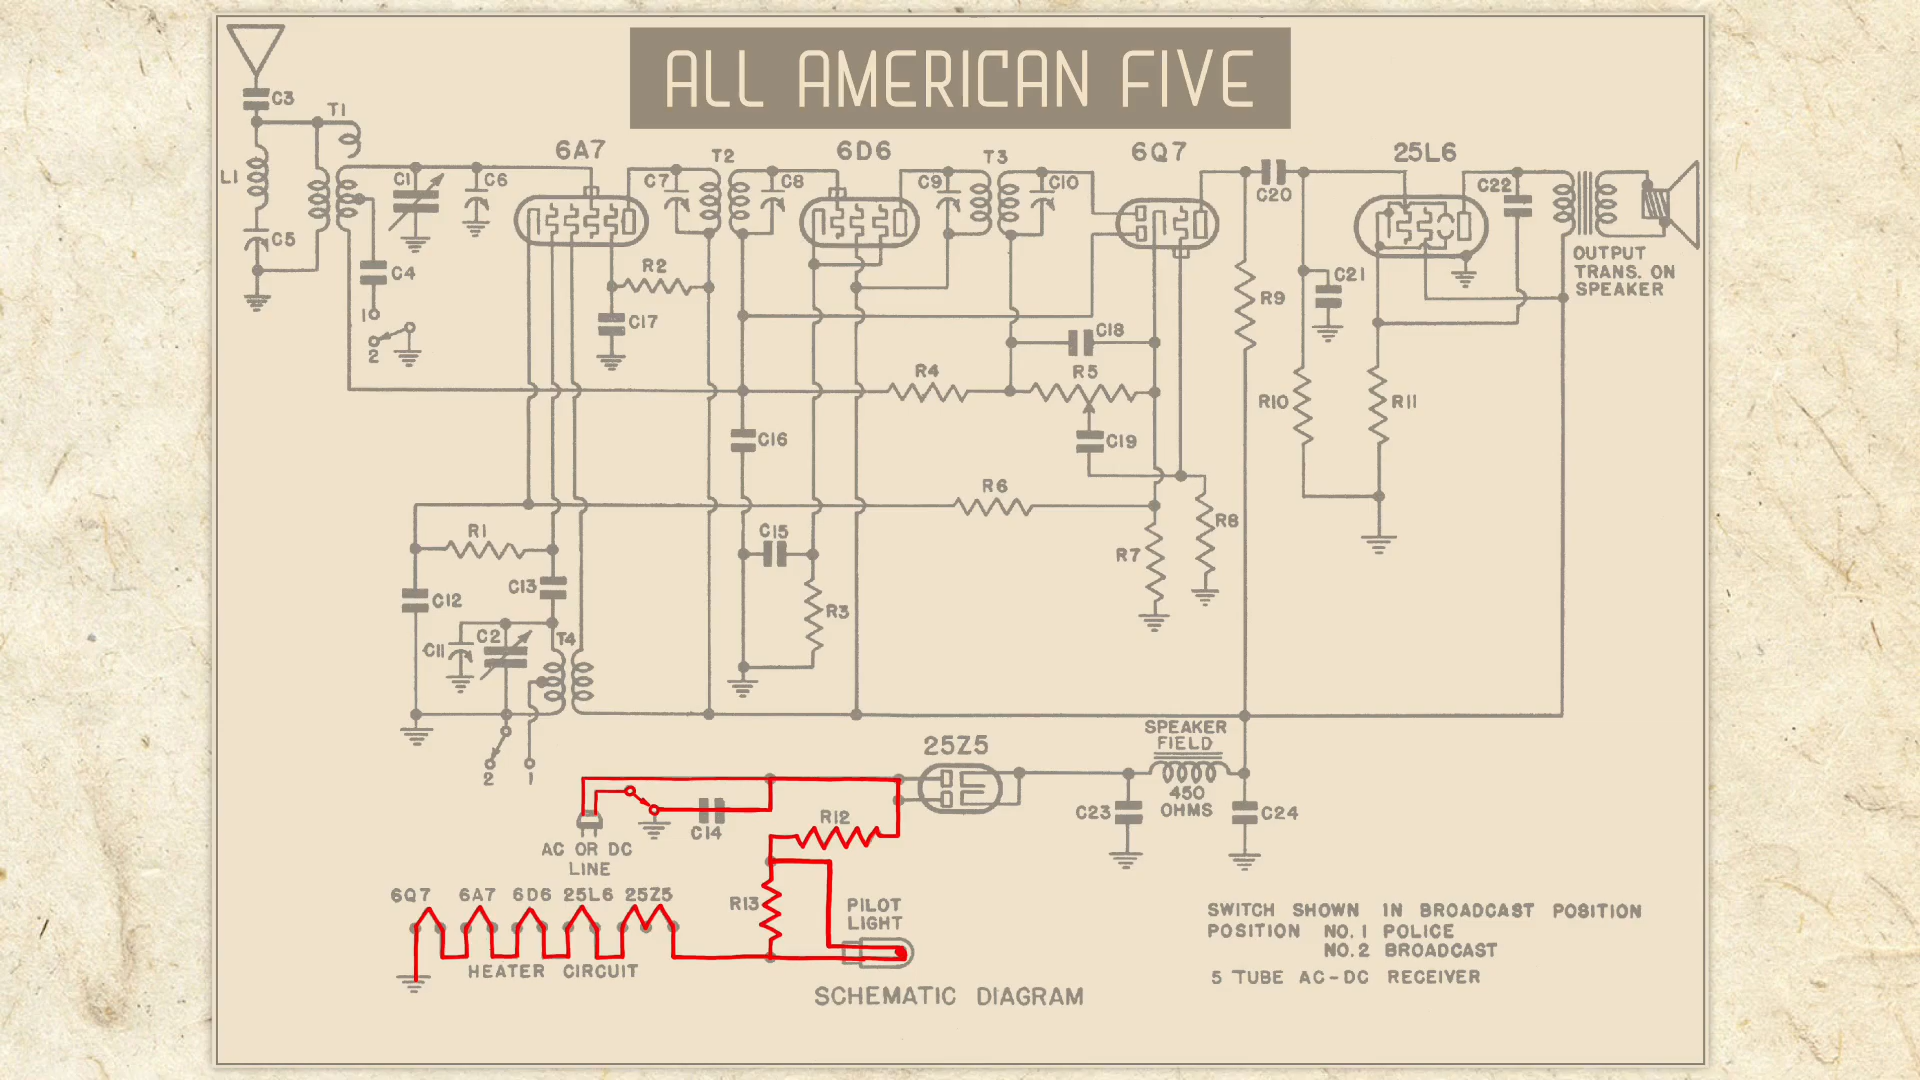 ALL AMERICAN FIVE
C3
T1
6A7
T2
6D6
T3
6Q7
25L6
L1
C1
C6
C7
C8
C9
C10
C20
C22
C5
C4
R2
C17
C18
R9
C21
OUTPUT
TRANS. ON
SPEAKER
1
2
R4
R5
R10
R11
C16
C19
R6
R1
C15
R7
R8
C12
C13
R3
C11
C2
T4
2
1
SPEAKER
FIELD
450
OHMS
25Z5
C23
C24
C14
R12
AC OR DC
LINE
6Q7 6A7 6D6 25L6 25Z5
R13
PILOT
LIGHT
HEATER CIRCUIT
SWITCH SHOWN IN BROADCAST POSITION
POSITION NO. 1 POLICE
NO. 2 BROADCAST
5 TUBE AC-DC RECEIVER
SCHEMATIC DIAGRAM